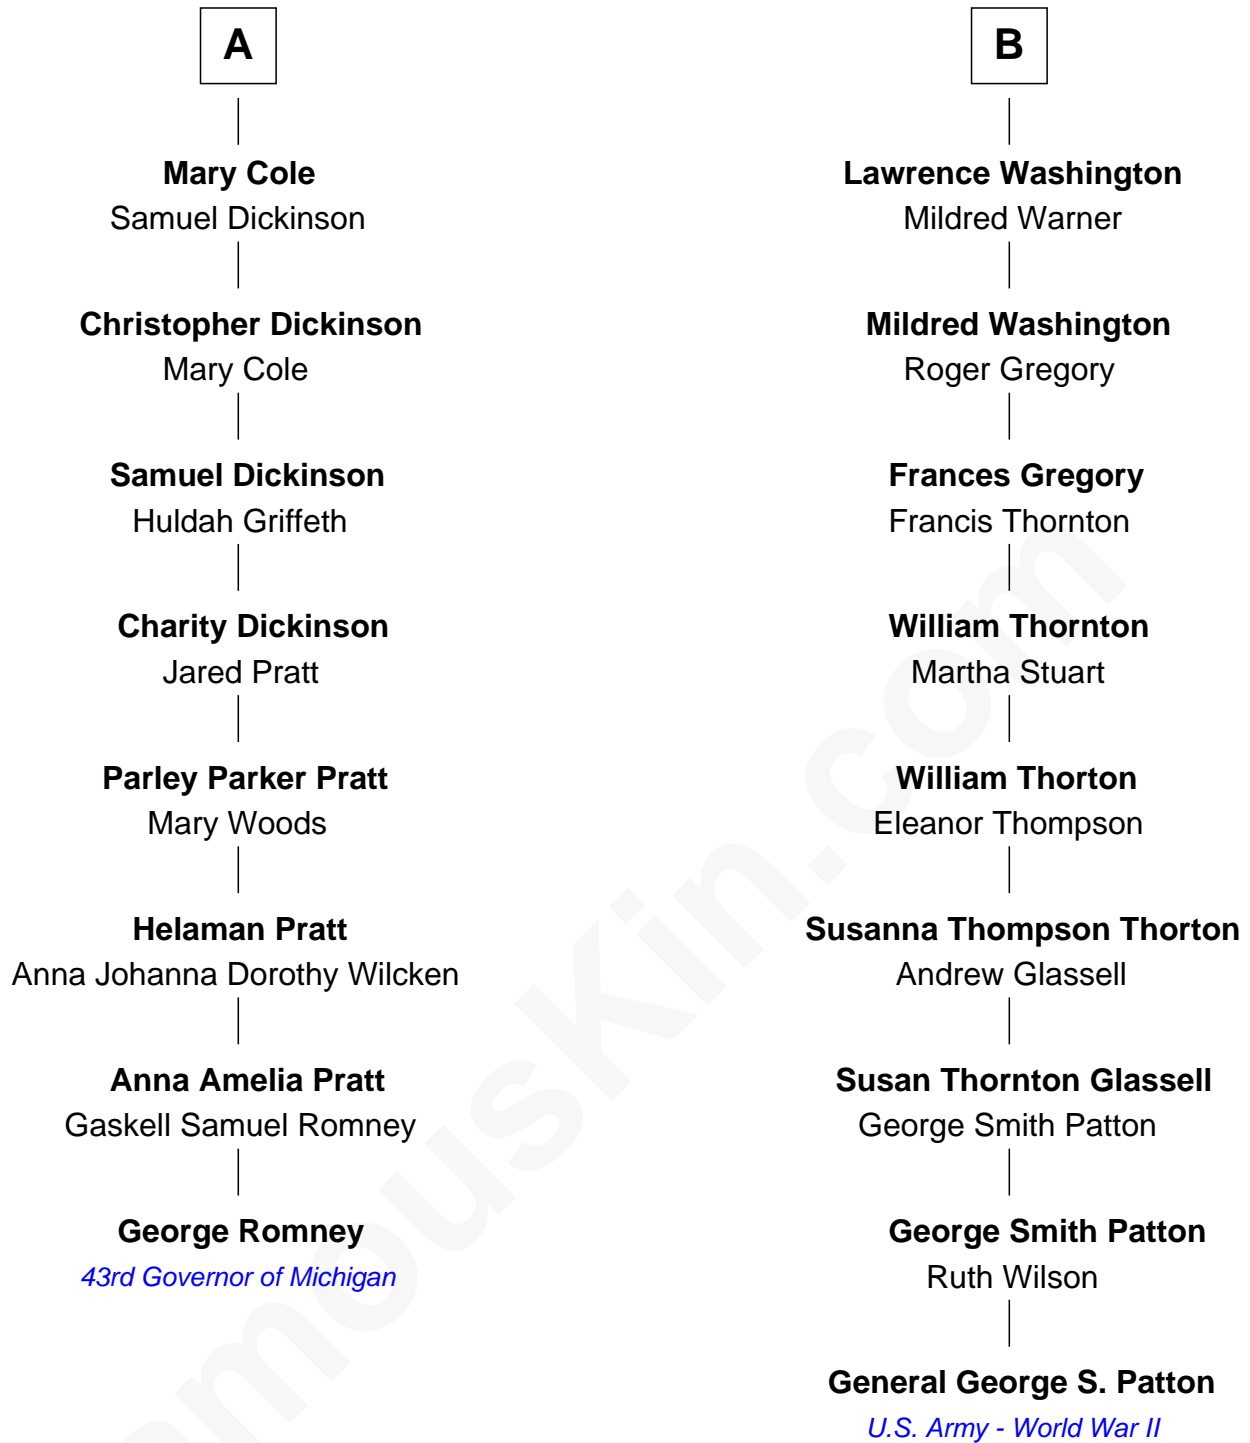 A
Mary Cole
Samuel Dickinson
Christopher Dickinson
Mary Cole
Samuel Dickinson
Huldah Griffeth
Charity Dickinson
Jared Pratt
Parley Parker Pratt
Mary Woods
Helaman Pratt
Anna Johanna Dorothy Wilcken
Anna Amelia Pratt
Gaskell Samuel Romney
George Romney
43rd Governor of Michigan
B
Lawrence Washington
Mildred Warner
Mildred Washington
Roger Gregory
Frances Gregory
Francis Thornton
William Thornton
Martha Stuart
William Thorton
Eleanor Thompson
Susanna Thompson Thorton
Andrew Glassell
Susan Thornton Glassell
George Smith Patton
George Smith Patton
Ruth Wilson
General George S. Patton
U.S. Army - World War II
amouskin.com